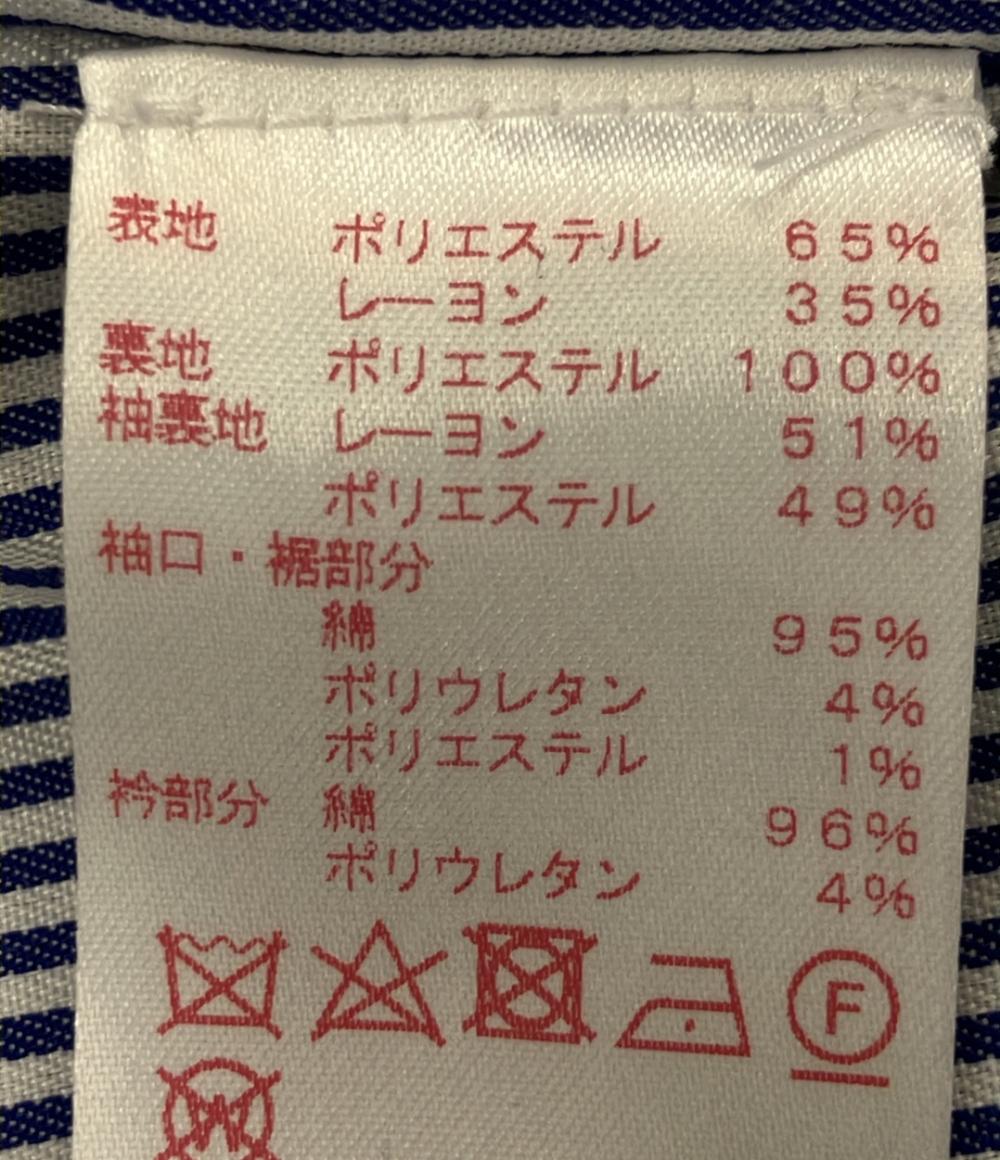 表地 ポリエステル 65%
レーヨン 35%
裏地 ポリエステル 100%
袖裏地 レーヨン 51%
ポリエステル 49%
袖口・裾部分
綿 95%
ポリウレタン 4%
ポリエステル 1%
衿部分 綿 96%
ポリウレタン 4%
F
W